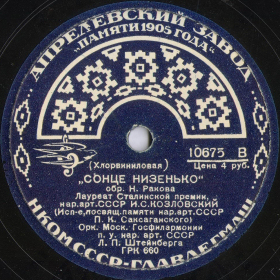 АПРЕЛЕВСКИЙ ЗАВОД
„ПАМЯТИ 1905 ГОДА"
10675 В
(Хлорвиниловая)
Цена 4 руб.
„СОНЦЕ НИЗЕНЬКО"
обр. Н. Ракова
Лауреат Сталинской премии,
нар. арт. СССР И.С.КОЗЛОВСКИЙ
(Исп-е, посвящ. памяти нар. арт. СССР
П. К. Саксаганского)
Орк. Моск. Госфилармонии
п. у. нар. арт. СССР
Л. П. Штейнберга
ГРК 660
НКОМ СССР-ГЛАВЛЕГМАШ